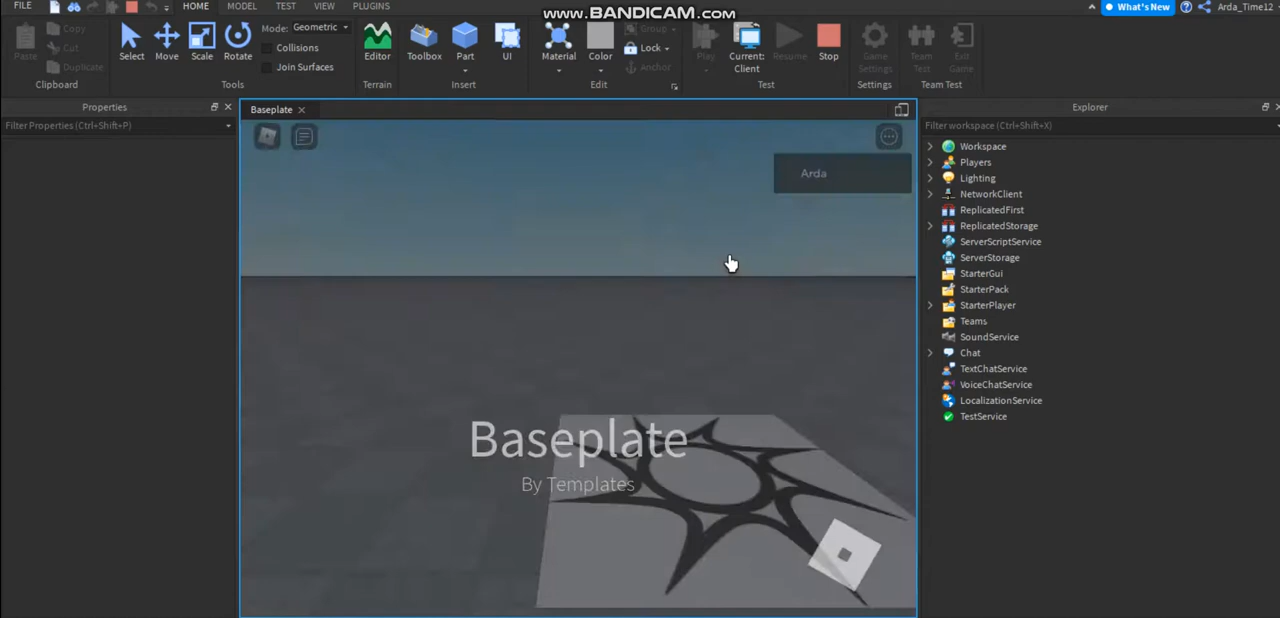 www.BANDICAM.com
FILE HOME MODEL TEST VIEW PLUGINS What's New Arda_Time12
Paste Copy Cut Duplicate Select Move Scale Rotate Mode: Geometric Collisions Join Surfaces Editor Toolbox Part UI Material Color Group Lock Anchor Play Current: Client Resume Stop Game Settings Team Test Exit Game
Clipboard Tools Terrain Insert Edit Test Settings Team Test
Properties
Filter Properties (Ctrl+Shift+P)
Baseplate
Arda
Baseplate
By Templates
Explorer
Filter workspace (Ctrl+Shift+X)
Workspace
Players
Lighting
NetworkClient
ReplicatedFirst
ReplicatedStorage
ServerScriptService
ServerStorage
StarterGui
StarterPack
StarterPlayer
Teams
SoundService
Chat
TextChatService
VoiceChatService
LocalizationService
TestService